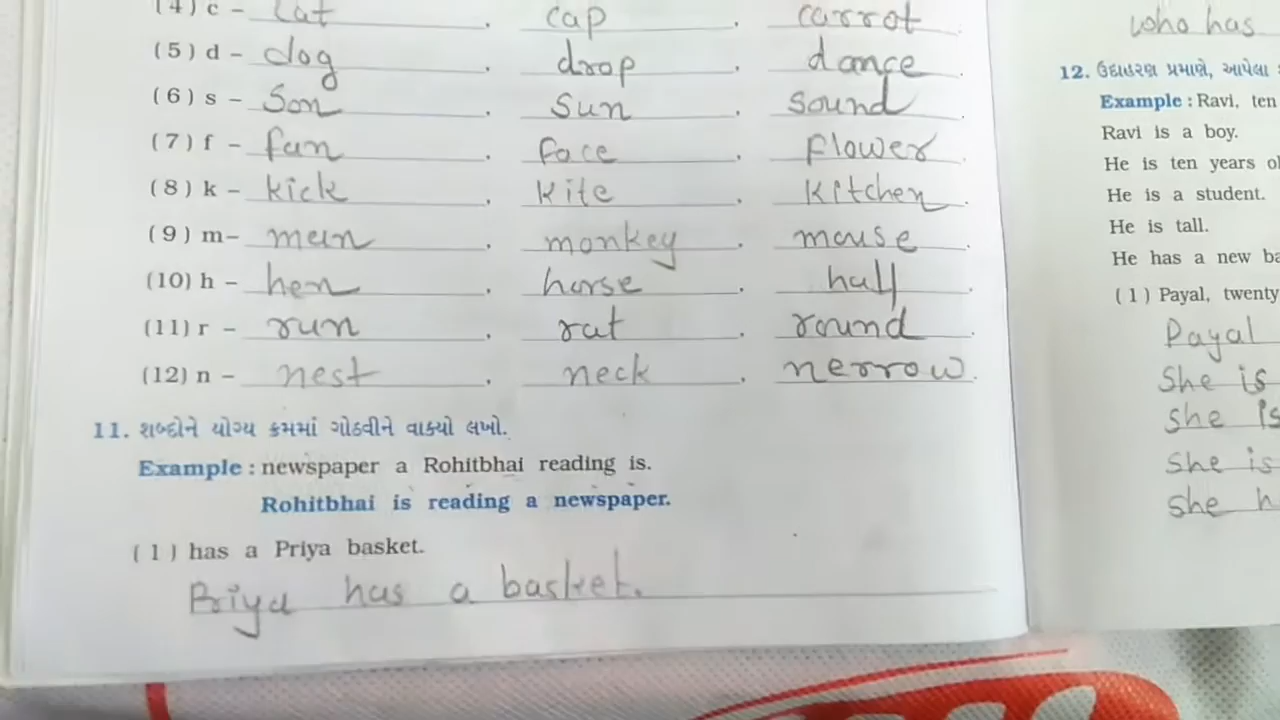 (4) c - cat . cap . carrot .
(5) d - dog . drop . dance .
(6) s - Son . Sun . Sound .
(7) f - fan . face . Flower .
(8) k - kick . kite . Kitchen .
(9) m- man . monkey . mouse .
(10) h - hen . horse . half .
(11) r - run . rat . round .
(12) n - nest . neck . nerrow .
11. શબ્દોને યોગ્ય ક્રમમાં ગોઠવીને વાક્યો લખો.
Example : newspaper a Rohitbhai reading is.
Rohitbhai is reading a newspaper.
(1) has a Priya basket.
Priya has a basket.
who has
12. ઉદાહરણ પ્રમાણે, આપેલા
Example : Ravi, ten
Ravi is a boy.
He is ten years ol
He is a student.
He is tall.
He has a new ba
(1) Payal, twenty
Payal
She is
she is
She is
she h